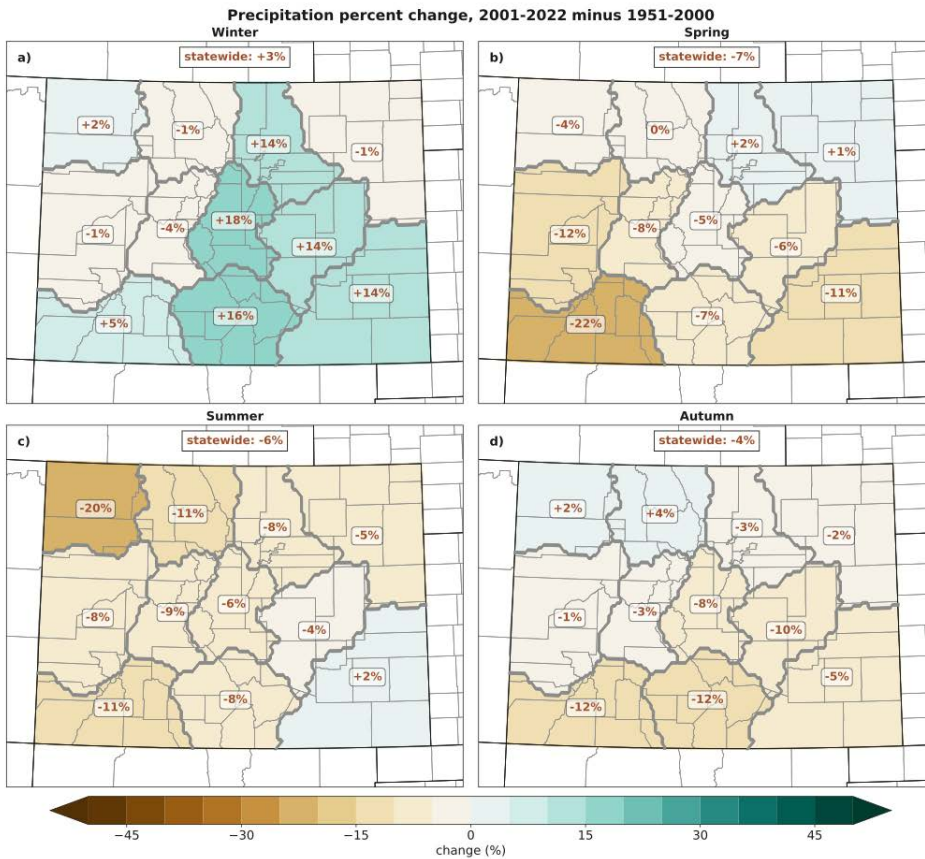 Precipitation percent change, 2001-2022 minus 1951-2000
Winter
a)
statewide: +3%
+2%
-1%
+14%
-1%
-1%
-4%
+18%
+14%
+14%
+5%
+16%
Spring
b)
statewide: -7%
-4%
0%
+2%
+1%
-12%
-8%
-5%
-6%
-11%
-22%
-7%
Summer
c)
statewide: -6%
-20%
-11%
-8%
-5%
-8%
-9%
-6%
-4%
+2%
-11%
-8%
Autumn
d)
statewide: -4%
+2%
+4%
-3%
-2%
-1%
-3%
-8%
-10%
-5%
-12%
-12%
−45 −30 −15 0 15 30 45
change (%)